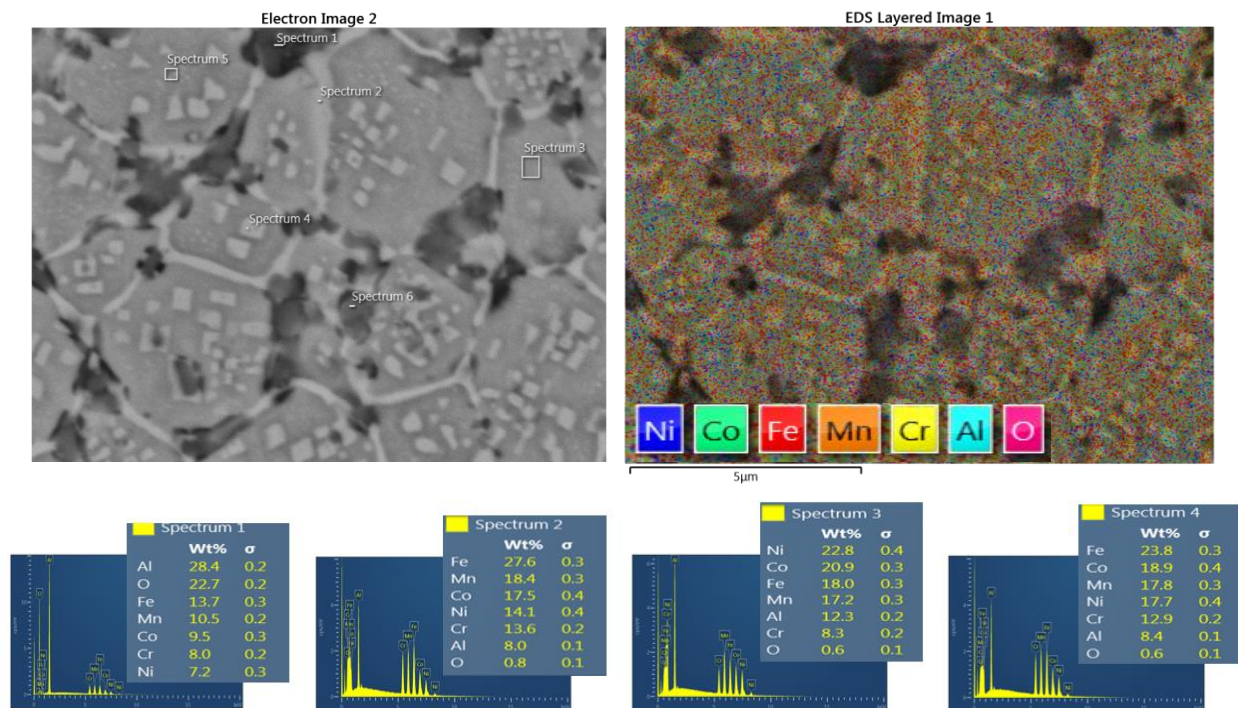 Electron Image 2
EDS Layered Image 1
Spectrum 1
Spectrum 5
Spectrum 2
Spectrum 3
Spectrum 4
Spectrum 6
Ni Co Fe Mn Cr Al O
5µm
Spectrum 1
Wt% σ
Al 28.4 0.2
O 22.7 0.2
Fe 13.7 0.3
Mn 10.5 0.2
Co 9.5 0.3
Cr 8.0 0.2
Ni 7.2 0.3
Spectrum 2
Wt% σ
Fe 27.6 0.3
Mn 18.4 0.3
Co 17.5 0.4
Ni 14.1 0.4
Cr 13.6 0.2
Al 8.0 0.1
O 0.8 0.1
Spectrum 3
Wt% σ
Ni 22.8 0.4
Co 20.9 0.3
Fe 18.0 0.3
Mn 17.2 0.3
Al 12.3 0.2
Cr 8.3 0.2
O 0.6 0.1
Spectrum 4
Wt% σ
Fe 23.8 0.3
Co 18.9 0.4
Mn 17.8 0.3
Ni 17.7 0.4
Cr 12.9 0.2
Al 8.4 0.1
O 0.6 0.1